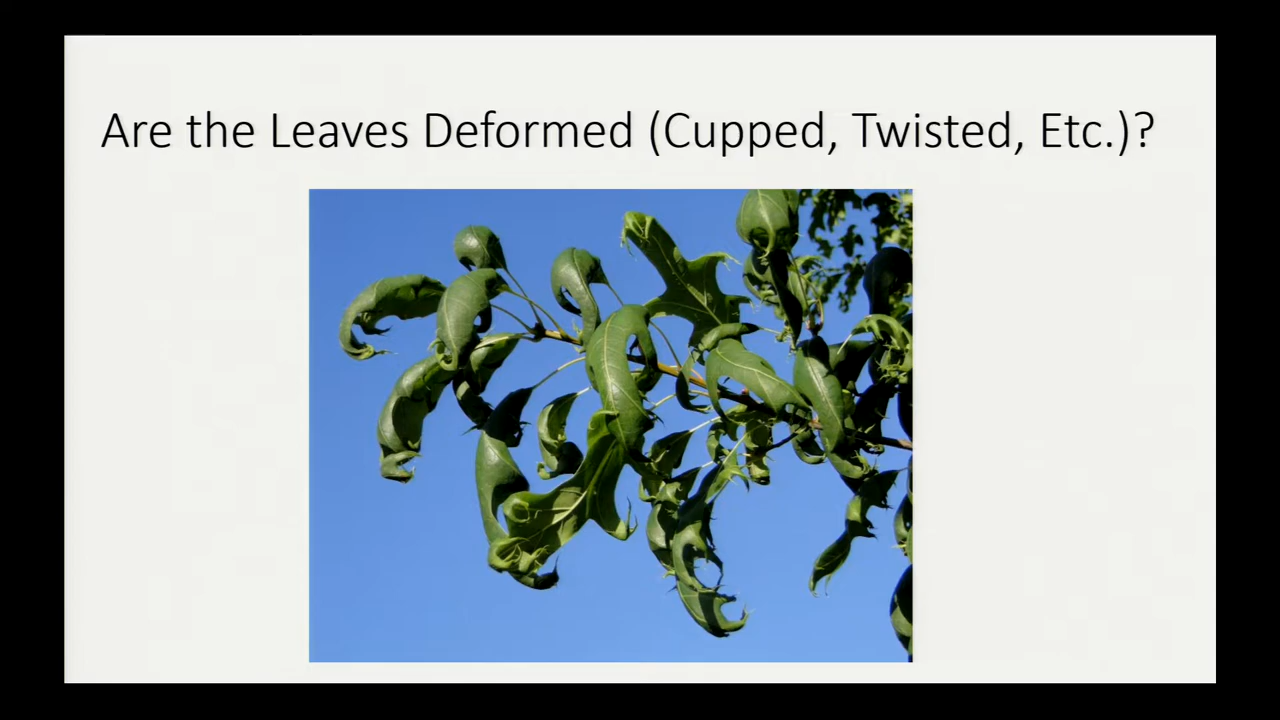 Are the Leaves Deformed (Cupped, Twisted, Etc.)?